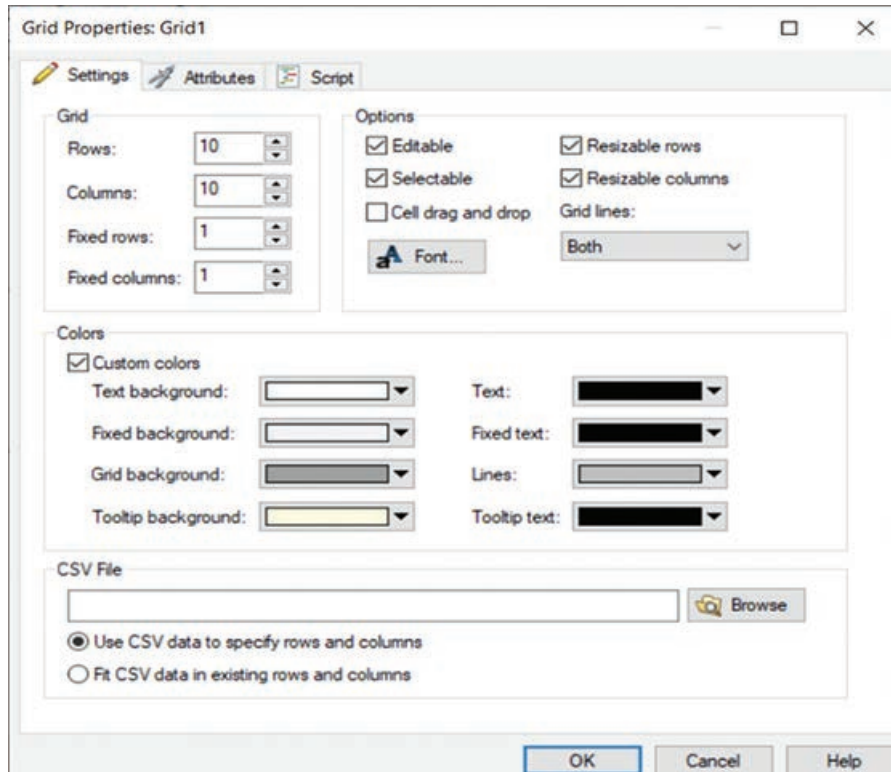 Grid Properties: Grid1
Settings Attributes Script
Grid
Rows: 10
Columns: 10
Fixed rows: 1
Fixed columns: 1
Options
Editable
Selectable
Cell drag and drop
Font...
Resizable rows
Resizable columns
Grid lines:
Both
Colors
Custom colors
Text background: Text:
Fixed background: Fixed text:
Grid background: Lines:
Tooltip background: Tooltip text:
CSV File
Browse
Use CSV data to specify rows and columns
Fit CSV data in existing rows and columns
OK Cancel Help